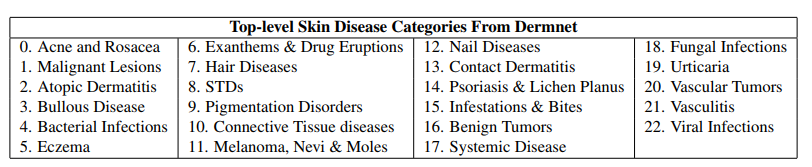 Top-level Skin Disease Categories From Dermnet
0. Acne and Rosacea
1. Malignant Lesions
2. Atopic Dermatitis
3. Bullous Disease
4. Bacterial Infections
5. Eczema
6. Exanthems & Drug Eruptions
7. Hair Diseases
8. STDs
9. Pigmentation Disorders
10. Connective Tissue diseases
11. Melanoma, Nevi & Moles
12. Nail Diseases
13. Contact Dermatitis
14. Psoriasis & Lichen Planus
15. Infestations & Bites
16. Benign Tumors
17. Systemic Disease
18. Fungal Infections
19. Urticaria
20. Vascular Tumors
21. Vasculitis
22. Viral Infections